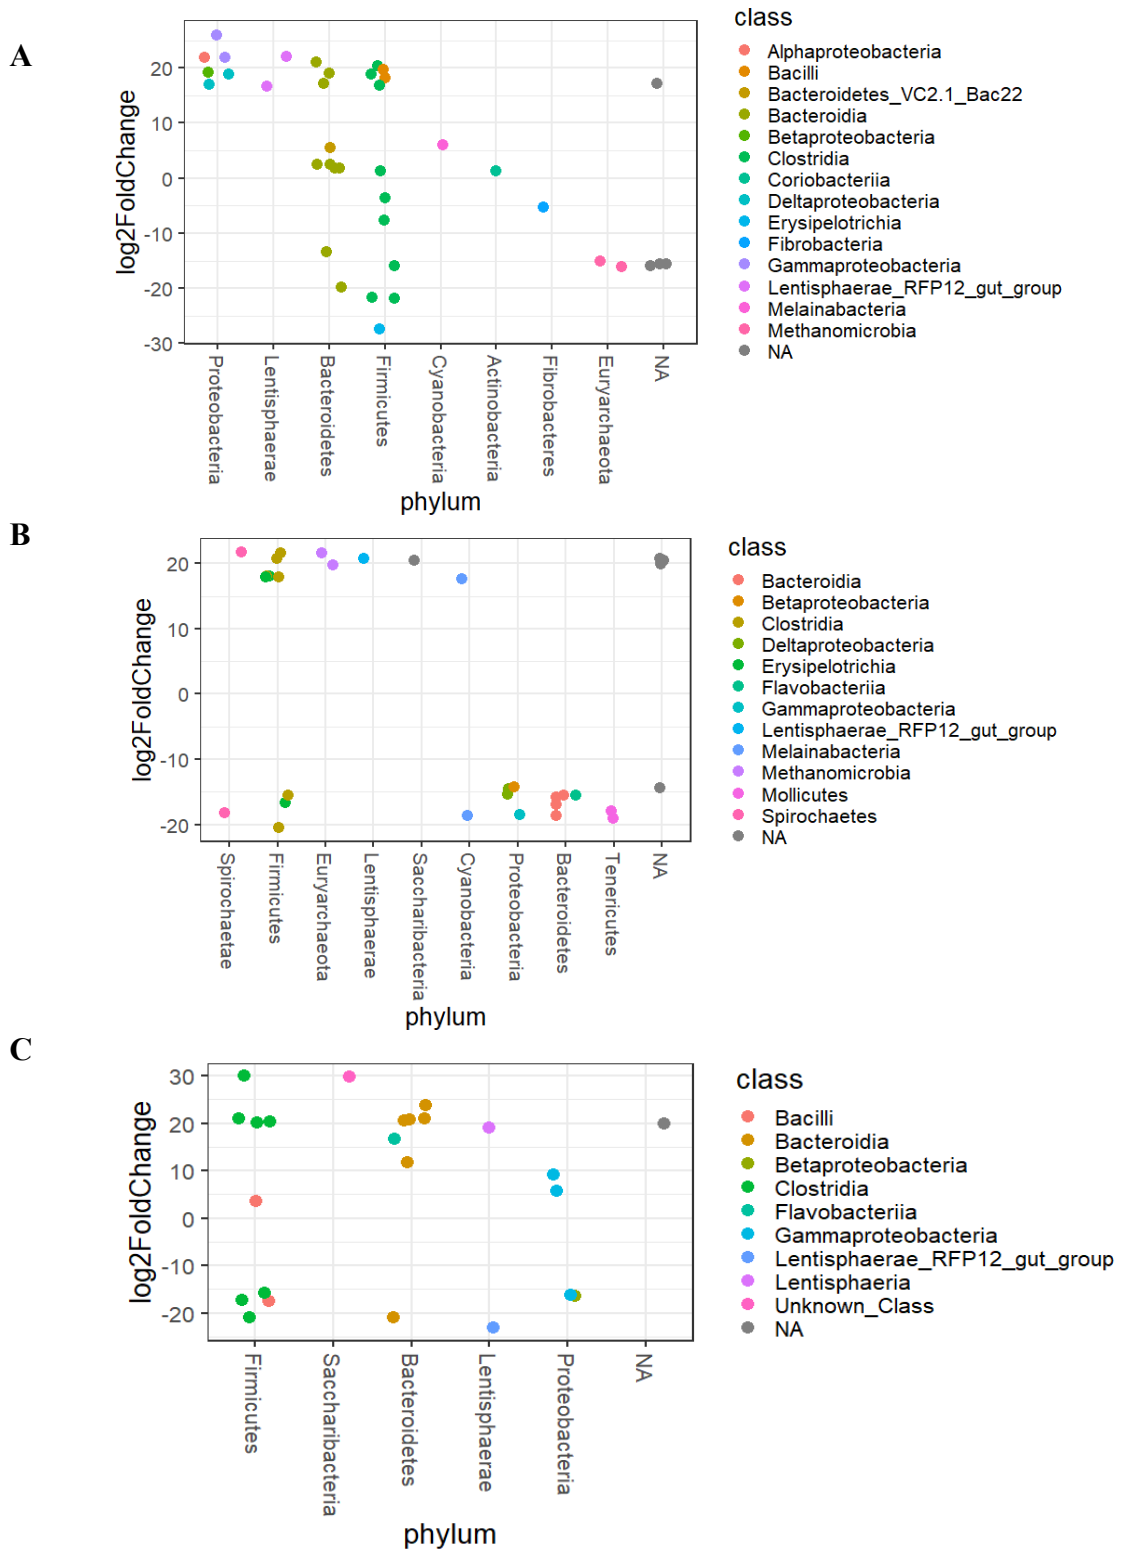 A
log2FoldChange
20
10
0
-10
-20
-30
Proteobacteria
Lentisphaerae
Bacteroidetes
Firmicutes
Cyanobacteria
Actinobacteria
Fibrobacteres
Euryarchaeota
NA
phylum
class
Alphaproteobacteria
Bacilli
Bacteroidetes_VC2.1_Bac22
Bacteroidia
Betaproteobacteria
Clostridia
Coriobacteriia
Deltaproteobacteria
Erysipelotrichia
Fibrobacteria
Gammaproteobacteria
Lentisphaerae_RFP12_gut_group
Melainabacteria
Methanomicrobia
NA
B
log2FoldChange
20
10
0
-10
-20
Spirochaetae
Firmicutes
Euryarchaeota
Lentisphaerae
Saccharibacteria
Cyanobacteria
Proteobacteria
Bacteroidetes
Tenericutes
NA
phylum
class
Bacteroidia
Betaproteobacteria
Clostridia
Deltaproteobacteria
Erysipelotrichia
Flavobacteriia
Gammaproteobacteria
Lentisphaerae_RFP12_gut_group
Melainabacteria
Methanomicrobia
Mollicutes
Spirochaetes
NA
C
log2FoldChange
30
20
10
0
-10
-20
Firmicutes
Saccharibacteria
Bacteroidetes
Lentisphaerae
Proteobacteria
NA
phylum
class
Bacilli
Bacteroidia
Betaproteobacteria
Clostridia
Flavobacteriia
Gammaproteobacteria
Lentisphaerae_RFP12_gut_group
Lentisphaeria
Unknown_Class
NA